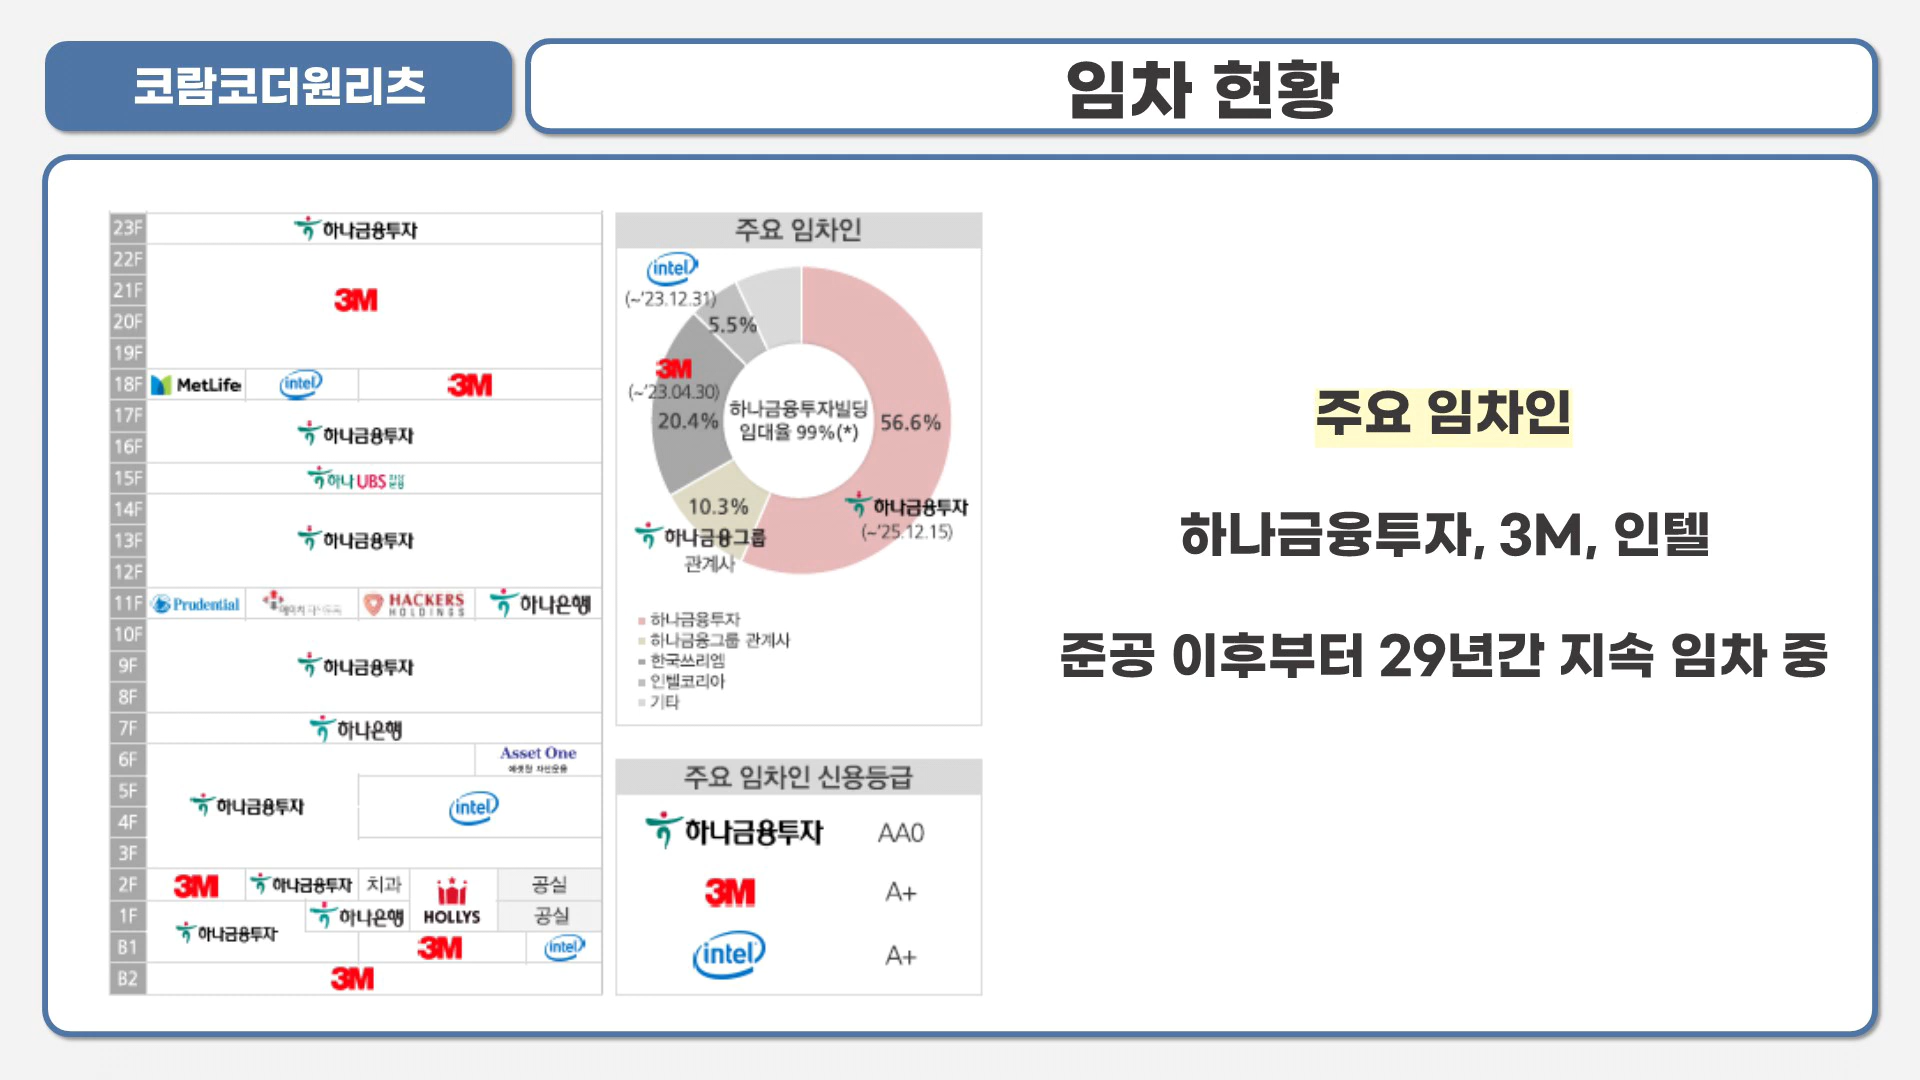 코람코더원리츠
임차 현황
23F 하나금융투자
22F
21F 3M
20F
19F
18F MetLife intel 3M
17F 하나금융투자
16F
15F 하나 UBS
14F
13F 하나금융투자
12F
11F Prudential HACKERS HOLDINGS 하나은행
10F
9F 하나금융투자
8F
7F 하나은행
6F Asset One
에셋원 자산운용
5F 하나금융투자 intel
4F
3F
2F 3M 하나금융투자 치과 HOLLYS 공실
1F 하나금융투자 하나은행 공실
B1 3M intel
B2 3M
주요 임차인
intel
(~'23.12.31)
5.5%
3M
(~'23.04.30)
20.4%
하나금융투자빌딩
임대율 99%(*)
56.6%
10.3%
하나금융그룹
관계사
하나금융투자
(~'25.12.15)
하나금융투자
하나금융그룹 관계사
한국쓰리엠
인텔코리아
기타
주요 임차인 신용등급
하나금융투자 AA0
3M A+
intel A+
주요 임차인
하나금융투자, 3M, 인텔
준공 이후부터 29년간 지속 임차 중